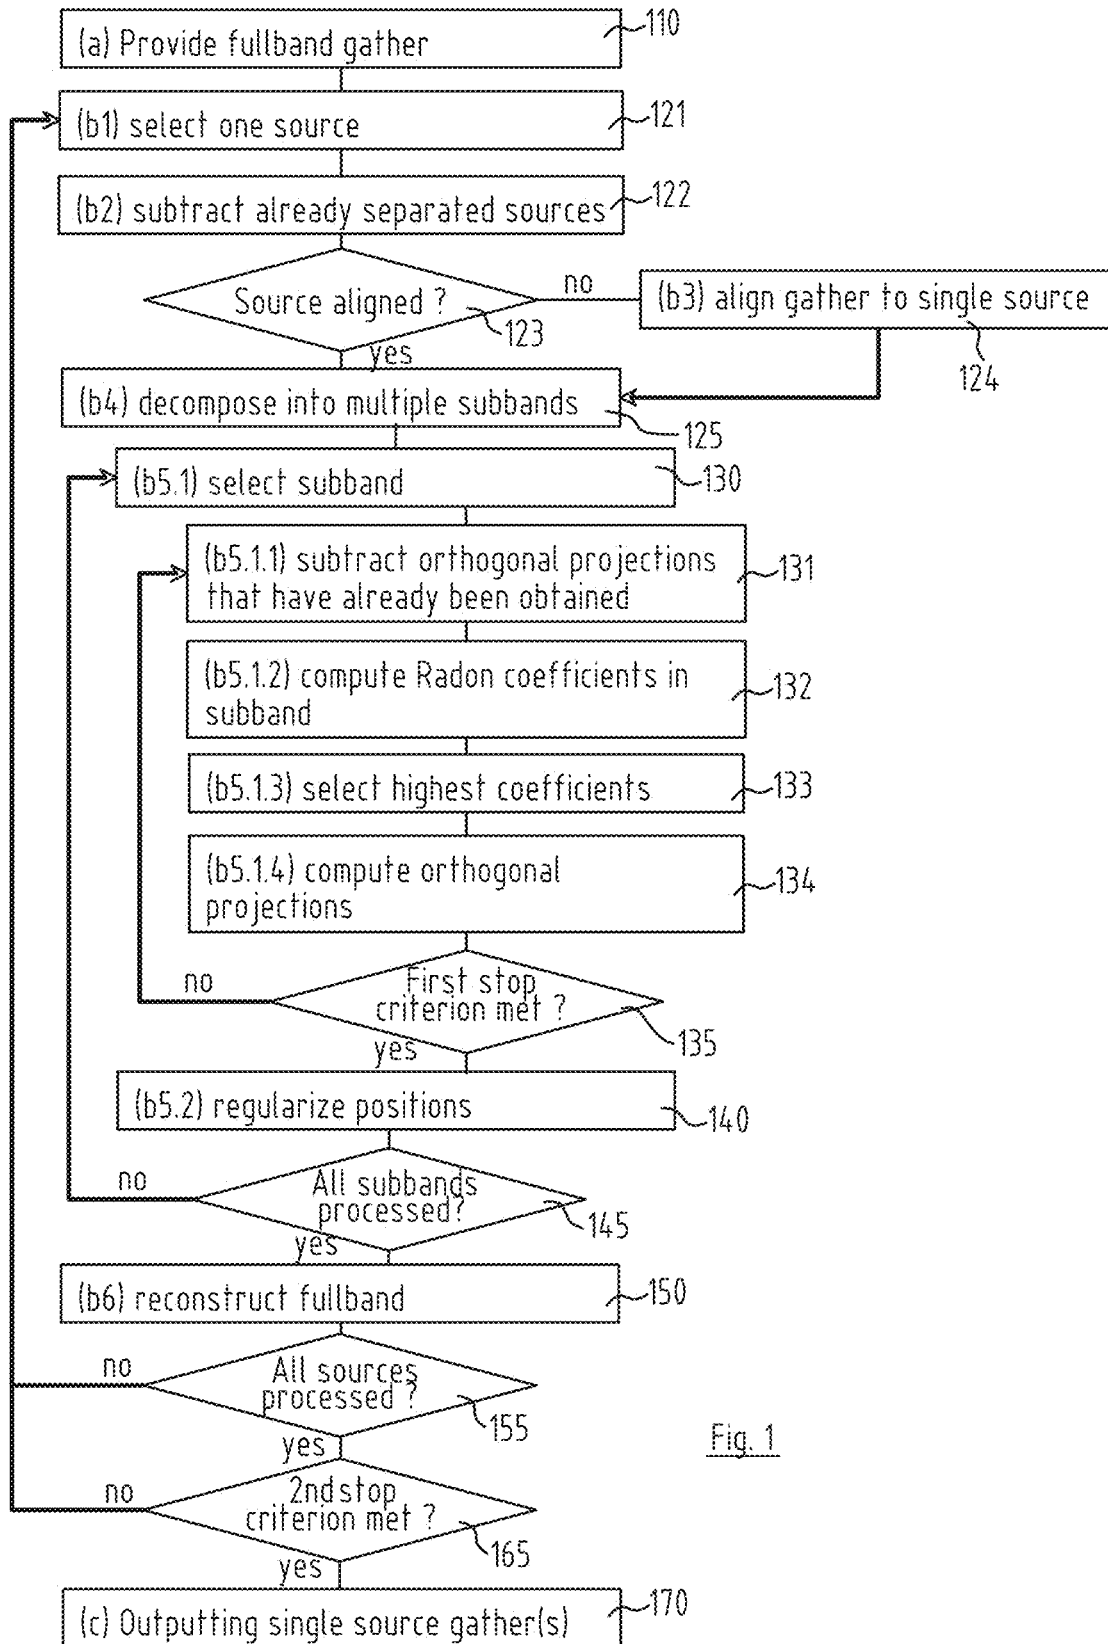 (a) Provide fullband gather
110
(b1) select one source
121
(b2) subtract already separated sources
122
Source aligned ?
123
no
(b3) align gather to single source
124
yes
(b4) decompose into multiple subbands
125
(b5.1) select subband
130
(b5.1.1) subtract orthogonal projections
that have already been obtained
131
(b5.1.2) compute Radon coefficients in
subband
132
(b5.1.3) select highest coefficients
133
(b5.1.4) compute orthogonal
projections
134
no
First stop
criterion met ?
135
yes
(b5.2) regularize positions
140
no
All subbands
processed?
145
yes
(b6) reconstruct fullband
150
no
All sources
processed ?
155
yes
Fig. 1
no
2nd stop
criterion met ?
165
yes
(c) Outputting single source gather(s)
170